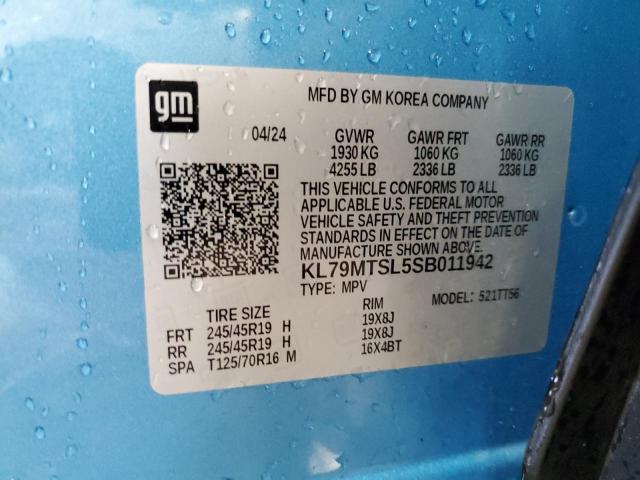 gm
MFD BY GM KOREA COMPANY
04/24 GVWR GAWR FRT GAWR RR
1930 KG 1060 KG 1060 KG
4255 LB 2336 LB 2336 LB
THIS VEHICLE CONFORMS TO ALL
APPLICABLE U.S. FEDERAL MOTOR
VEHICLE SAFETY AND THEFT PREVENTION
STANDARDS IN EFFECT ON THE DATE OF
MANUFACTURE SHOWN ABOVE.
KL79MTSL5SB011942
TYPE: MPV MODEL: 521TT56
TIRE SIZE RIM
FRT 245/45R19 H 19X8J
RR 245/45R19 H 19X8J
SPA T125/70R16 M 16X4BT